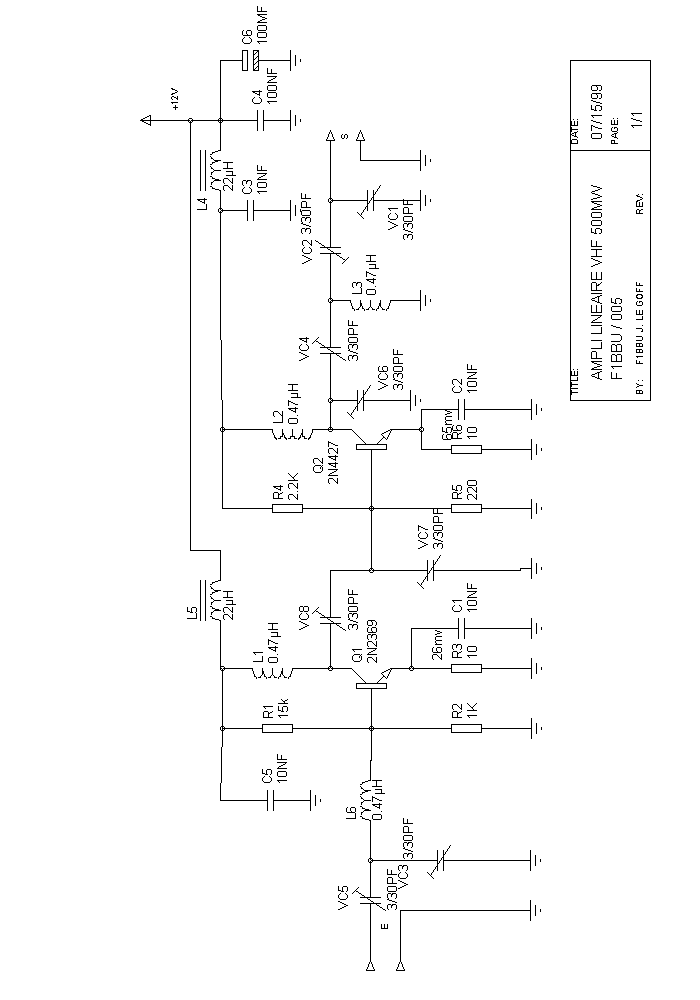 C6
100MF
+12V
C4
100NF
L4
22µH
C3
10NF
S
VC2
3/30PF
VC1
3/30PF
L3
0.47µH
VC4
3/30PF
VC6
3/30PF
L2
0.47µH
C2
10NF
65mv
R6
10
Q2
2N4427
R4
2.2K
R5
220
VC7
3/30PF
L5
22µH
VC8
3/30PF
C1
10NF
26mv
R3
10
Q1
2N2369
L1
0.47µH
R1
15k
R2
1K
C5
10NF
L6
0.47µH
VC3
3/30PF
VC5
3/30PF
E
TITLE:
AMPLI LINEAIRE VHF 500MW
F1BBU / 005
BY: F1BBU J. LE GOFF
REV:
DATE:
07/15/99
PAGE:
1/1